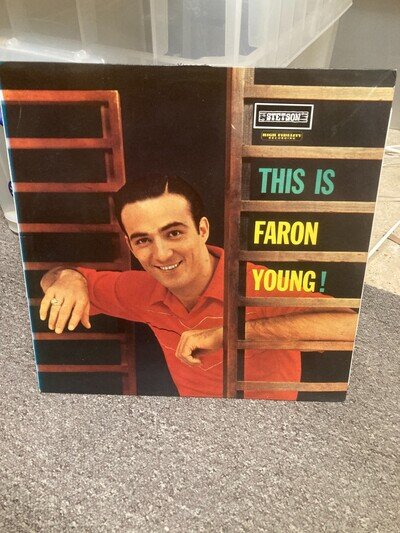 STETSON
HIGH FIDELITY
RECORDING
THIS IS
FARON
YOUNG!